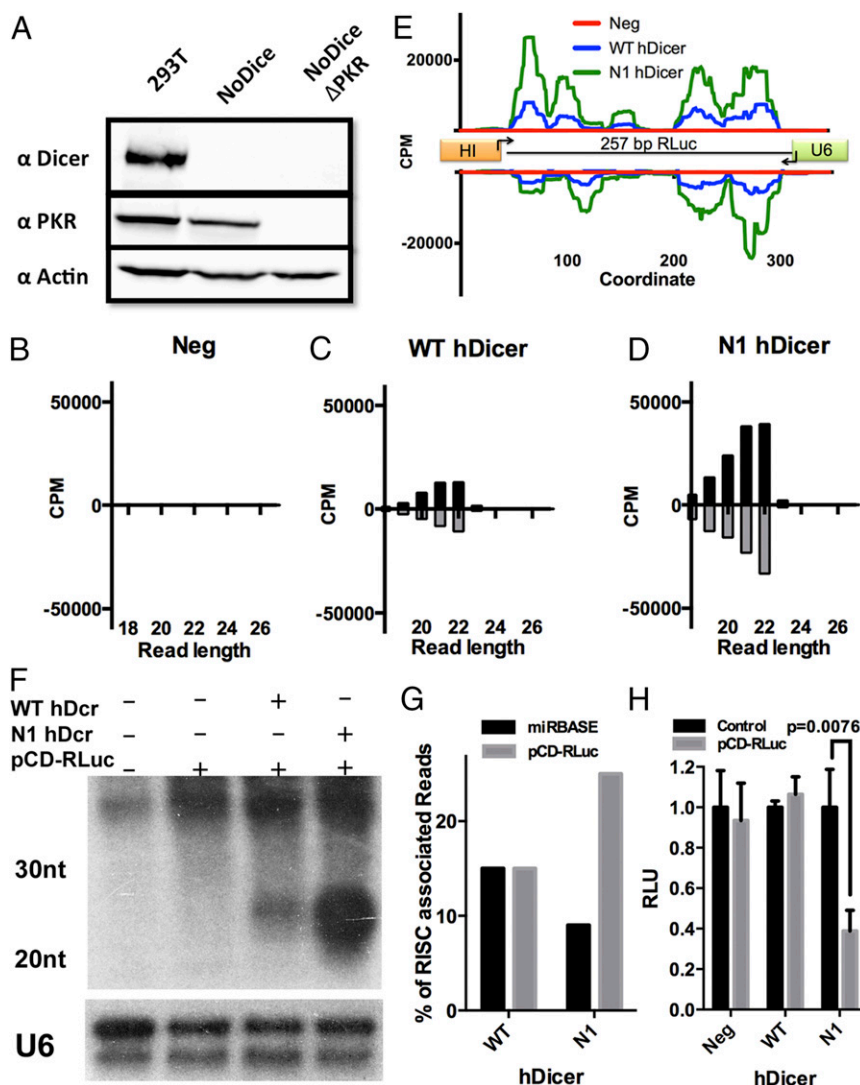 A
293T
NoDice
NoDice
ΔPKR
α Dicer
α PKR
α Actin
E
Neg
WT hDicer
N1 hDicer
20000
CPM
HI
257 bp RLuc
U6
-20000
100
200
300
Coordinate
B
Neg
50000
CPM
0
-50000
18 20 22 24 26
Read length
C
WT hDicer
50000
CPM
0
-50000
20 22 24 26
Read length
D
N1 hDicer
50000
CPM
0
-50000
20 22 24 26
Read length
F
WT hDcr - - + -
N1 hDcr - - - +
pCD-RLuc - + + +
30nt
20nt
U6
G
miRBASE
pCD-RLuc
% of RISC associated Reads
20
10
0
WT
N1
hDicer
H
Control
pCD-RLuc
p=0.0076
RLU
1.2
1.0
0.8
0.6
0.4
0.2
0.0
Neg
WT
N1
hDicer